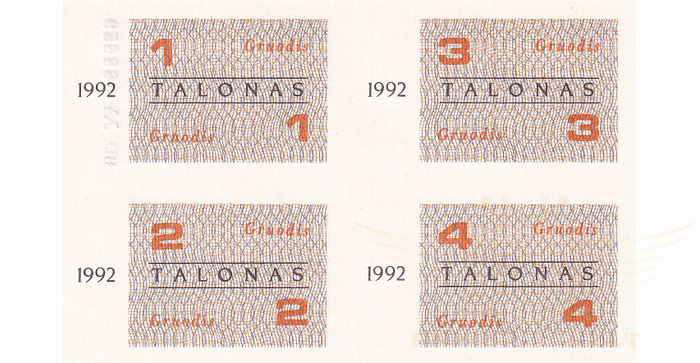 1 Gruodis
1992 TALONAS
Gruodis 1
3 Gruodis
1992 TALONAS
Gruodis 3
2 Gruodis
1992 TALONAS
Gruodis 2
4 Gruodis
1992 TALONAS
Gruodis 4